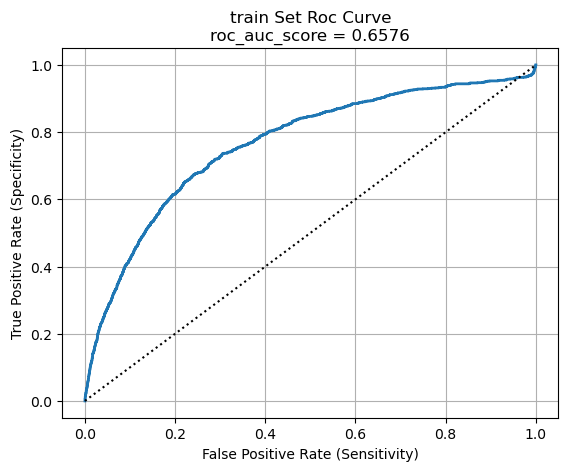 train Set Roc Curve
roc_auc_score = 0.6576
1.0
0.8
0.6
0.4
0.2
0.0
True Positive Rate (Specificity)
0.0 0.2 0.4 0.6 0.8 1.0
False Positive Rate (Sensitivity)